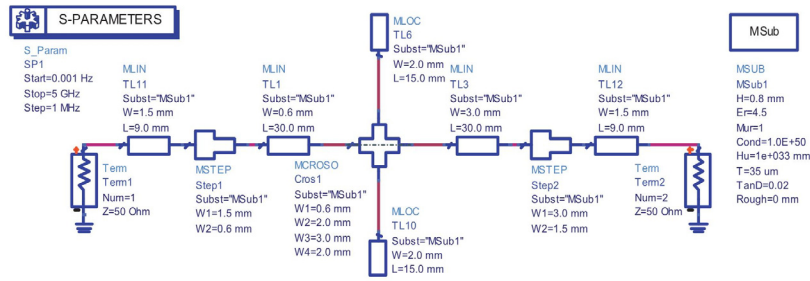 S-PARAMETERS
S_Param
SP1
Start=0.001 Hz
Stop=5 GHz
Step=1 MHz
MLIN
TL11
Subst="MSub1"
W=1.5 mm
L=9.0 mm
MLIN
TL1
Subst="MSub1"
W=0.6 mm
L=30.0 mm
MLOC
TL6
Subst="MSub1"
W=2.0 mm
L=15.0 mm
MLIN
TL3
Subst="MSub1"
W=3.0 mm
L=30.0 mm
MLIN
TL12
Subst="MSub1"
W=1.5 mm
L=9.0 mm
MSub
MSUB
MSub1
H=0.8 mm
Er=4.5
Mur=1
Cond=1.0E+50
Hu=1e+033 mm
T=35 um
TanD=0.02
Rough=0 mm
Term
Term1
Num=1
Z=50 Ohm
MSTEP
Step1
Subst="MSub1"
W1=1.5 mm
W2=0.6 mm
MCROSO
Cros1
Subst="MSub1"
W1=0.6 mm
W2=2.0 mm
W3=3.0 mm
W4=2.0 mm
MLOC
TL10
Subst="MSub1"
W=2.0 mm
L=15.0 mm
MSTEP
Step2
Subst="MSub1"
W1=3.0 mm
W2=1.5 mm
Term
Term2
Num=2
Z=50 Ohm